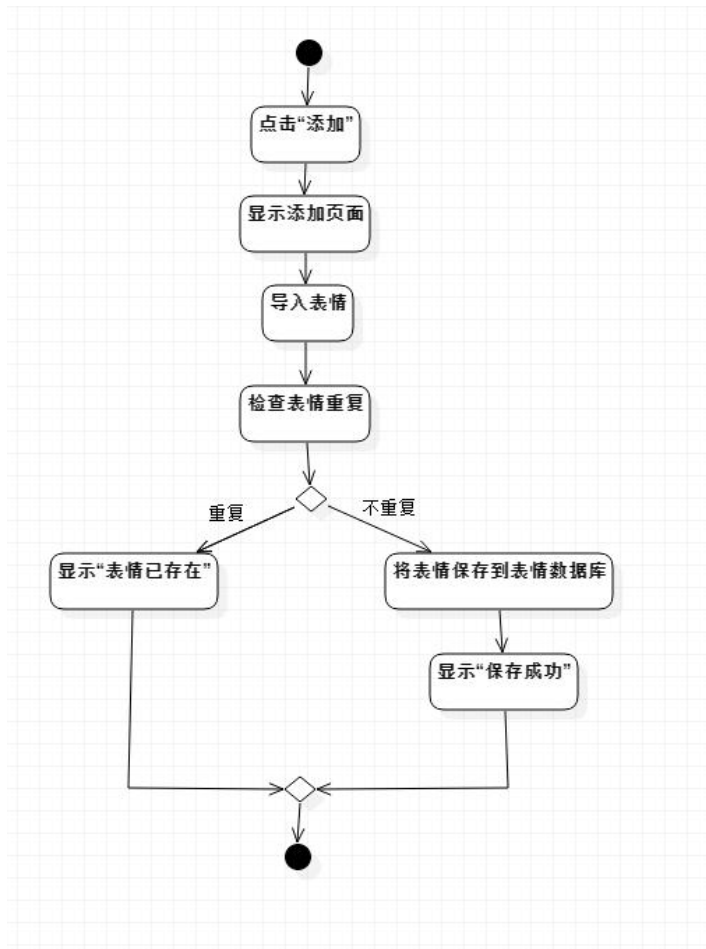 点击“添加”
显示添加页面
导入表情
检查表情重复
重复
不重复
显示“表情已存在”
将表情保存到表情数据库
显示“保存成功”